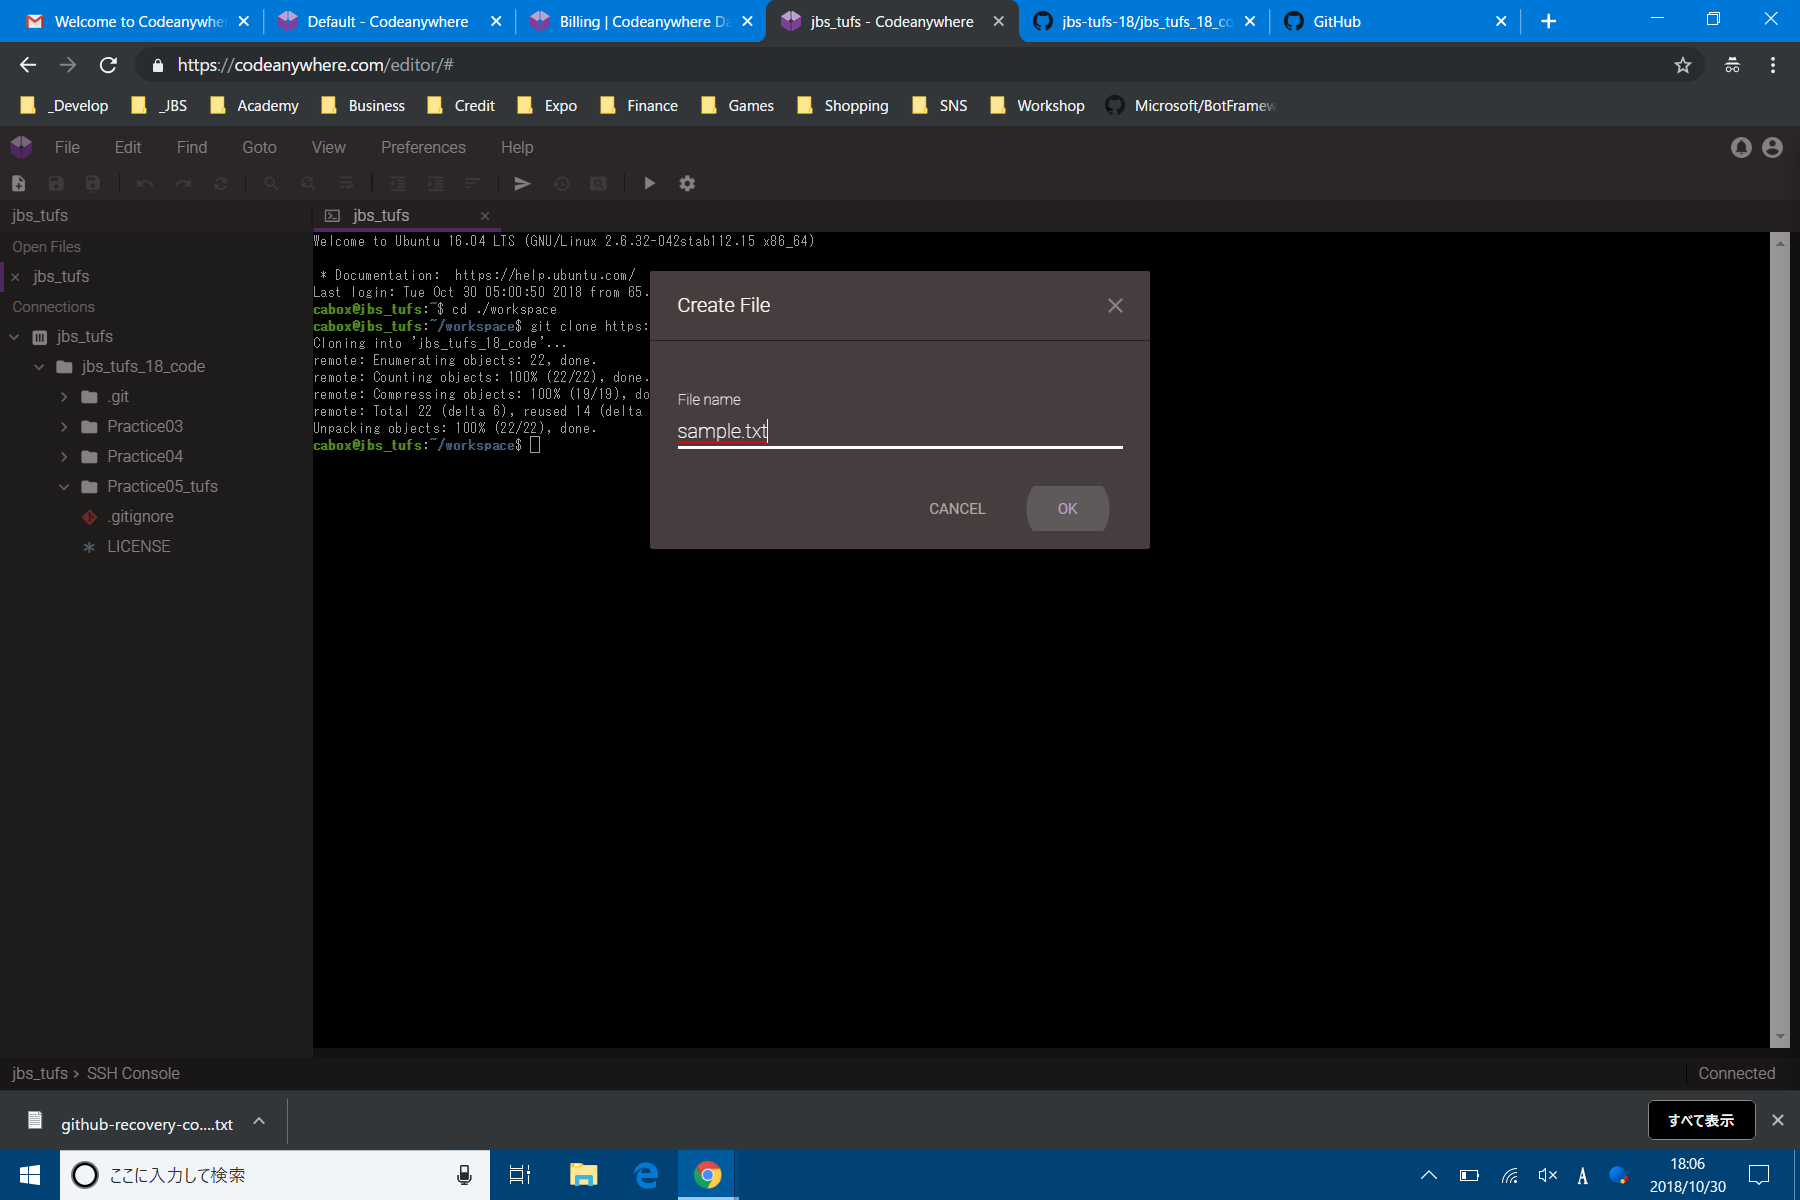 Welcome to Codeanywhe
Default - Codeanywhere
Billing | Codeanywhere Da
jbs_tufs - Codeanywhere
jbs-tufs-18/jbs_tufs_18_co
GitHub
https://codeanywhere.com/editor/#
_Develop
_JBS
Academy
Business
Credit
Expo
Finance
Games
Shopping
SNS
Workshop
Microsoft/BotFramew
File Edit Find Goto View Preferences Help
jbs_tufs
jbs_tufs
Open Files
jbs_tufs
Connections
jbs_tufs
jbs_tufs_18_code
.git
Practice03
Practice04
Practice05_tufs
.gitignore
LICENSE
Welcome to Ubuntu 16.04 LTS (GNU/Linux 2.6.32-042stab112.15 x86_64)
* Documentation:  https://help.ubuntu.com/
Last login: Tue Oct 30 05:00:50 2018 from 65.
cabox@jbs_tufs:~$ cd ./workspace
cabox@jbs_tufs:~/workspace$ git clone https:
Cloning into 'jbs_tufs_18_code'...
remote: Enumerating objects: 22, done.
remote: Counting objects: 100% (22/22), done.
remote: Compressing objects: 100% (19/19), do
remote: Total 22 (delta 6), reused 14 (delta
Unpacking objects: 100% (22/22), done.
cabox@jbs_tufs:~/workspace$
Create File
File name
sample.txt
CANCEL
OK
jbs_tufs › SSH Console
Connected
github-recovery-co....txt
すべて表示
ここに入力して検索
A
18:06
2018/10/30